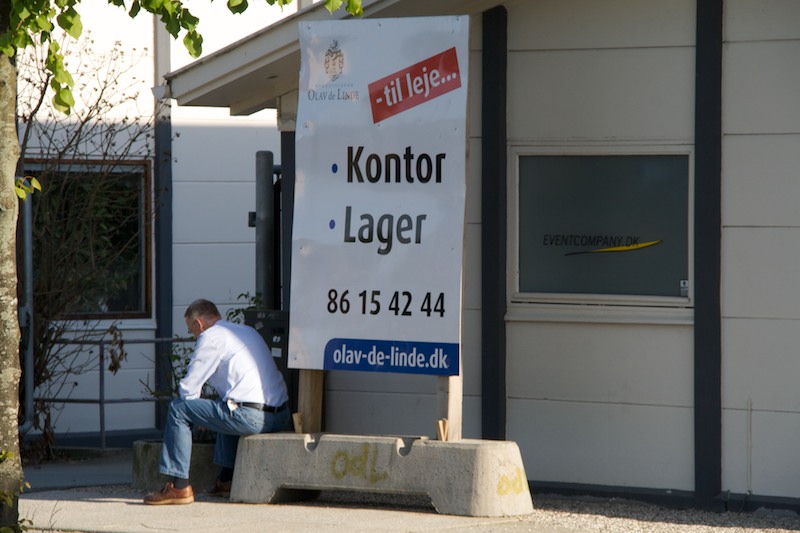 OLAV de LINDE
-til leje...
• Kontor
• Lager
86 15 42 44
olav-de-linde.dk
EVENTCOMPANY.DK
OdL
O